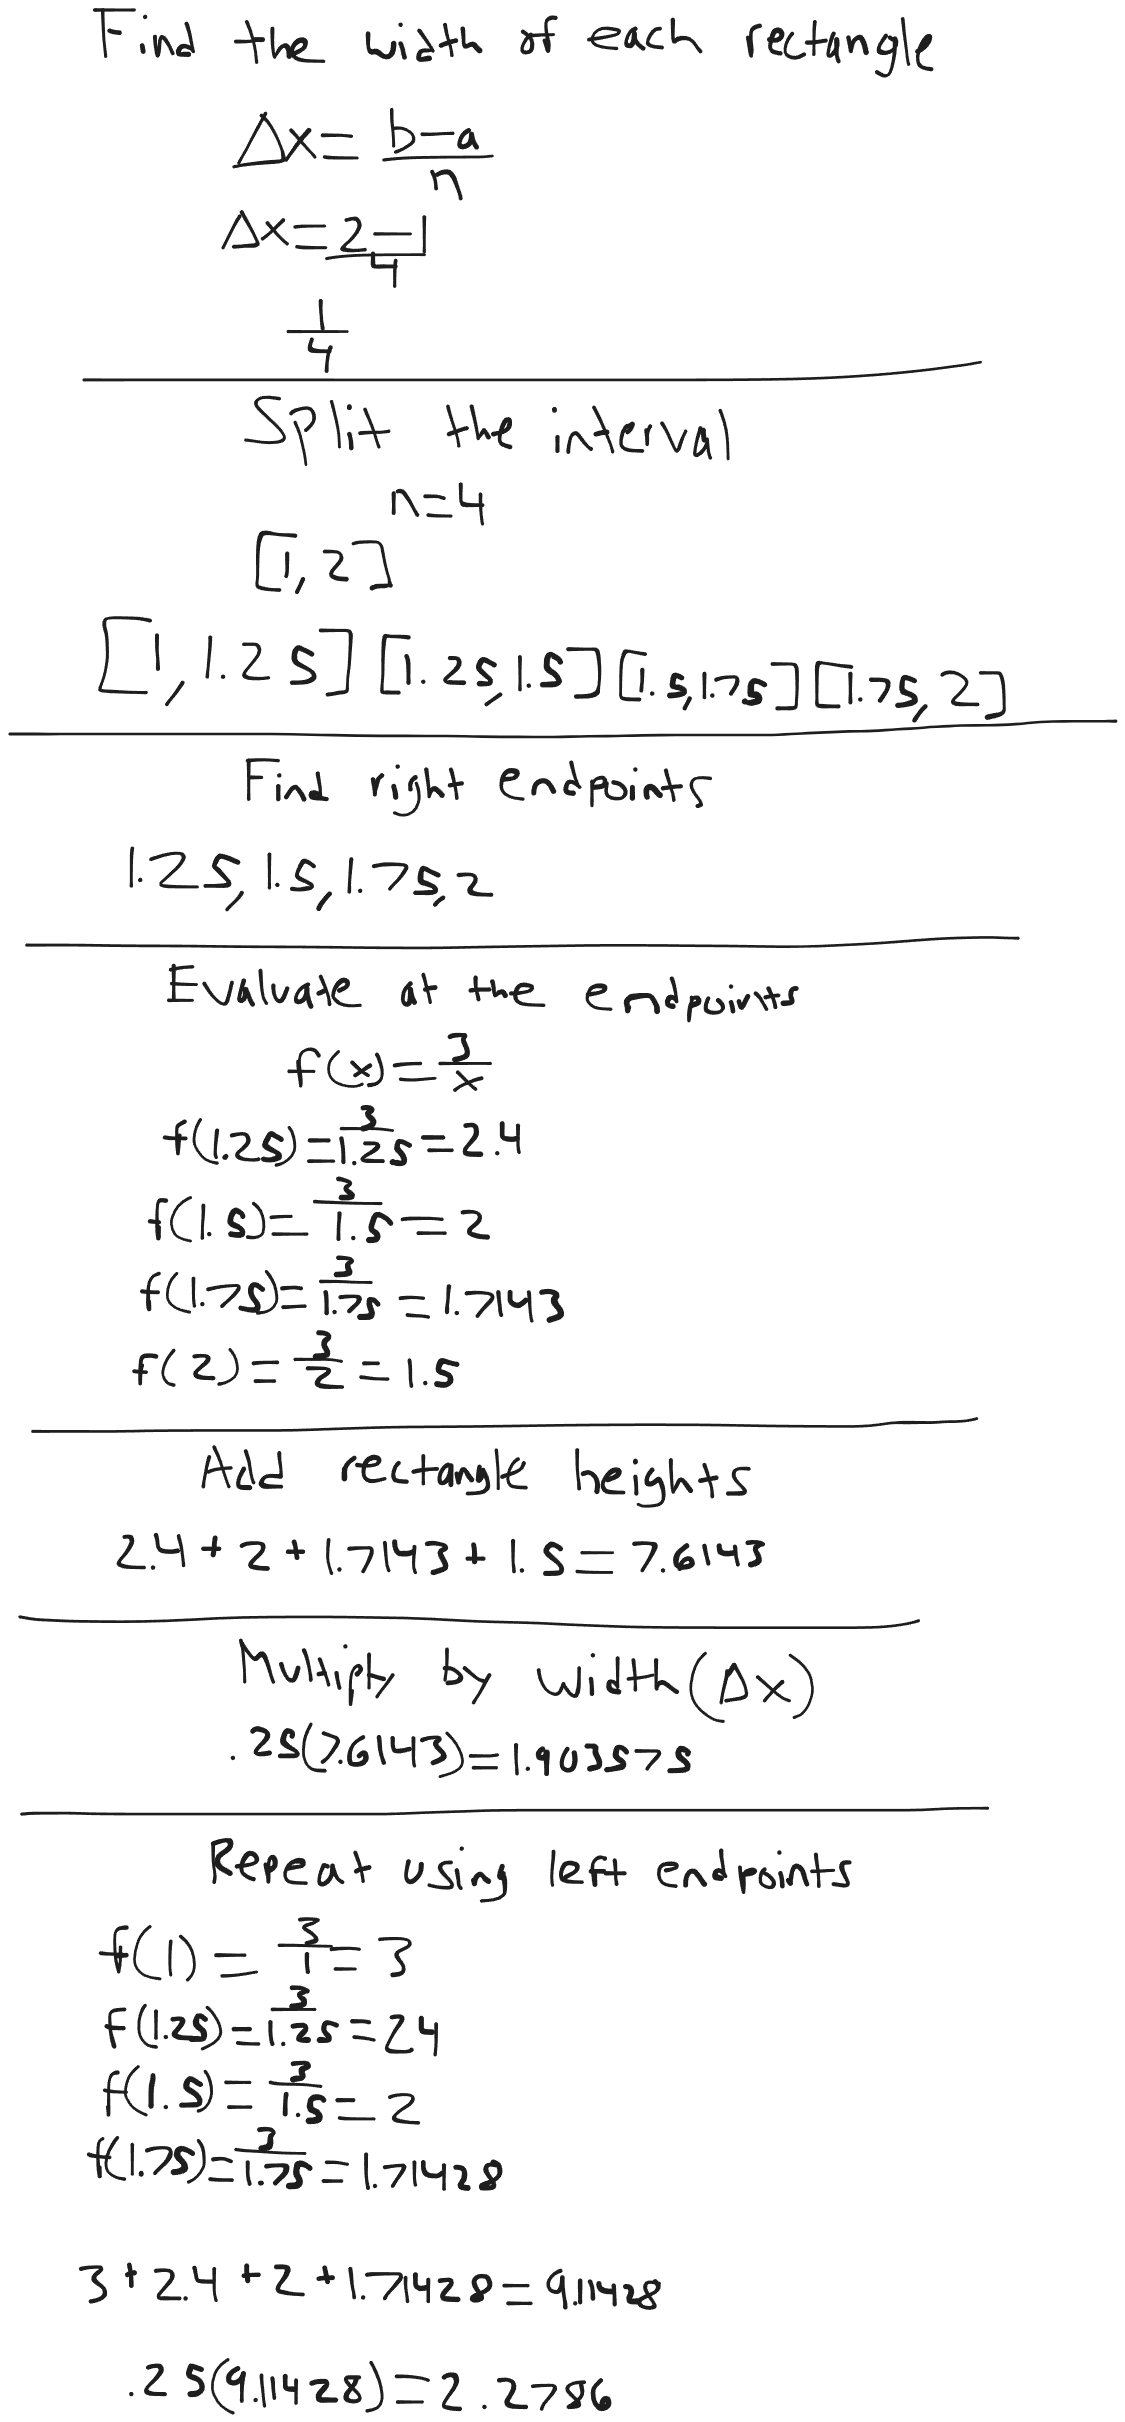 Find the width of each rectangle
Δx = b-a/n
Δx = 2-1/4
1/4
Split the interval
n=4
[1, 2]
[1, 1.25] [1.25, 1.5] [1.5, 1.75] [1.75, 2]
Find right endpoints
1.25, 1.5, 1.75, 2
Evaluate at the endpoints
f(x) = 3/x
f(1.25) = 3/1.25 = 2.4
f(1.5) = 3/1.5 = 2
f(1.75) = 3/1.75 = 1.7143
f(2) = 3/2 = 1.5
Add rectangle heights
2.4 + 2 + 1.7143 + 1.5 = 7.6143
Multiply by width (Δx)
.25(7.6143) = 1.903575
Repeat using left endpoints
f(1) = 3/1 = 3
f(1.25) = 3/1.25 = 24
f(1.5) = 3/1.5 = 2
f(1.75) = 3/1.75 = 1.71428
3 + 2.4 + 2 + 1.71428 = 9.11428
.25(9.11428) = 2.2786